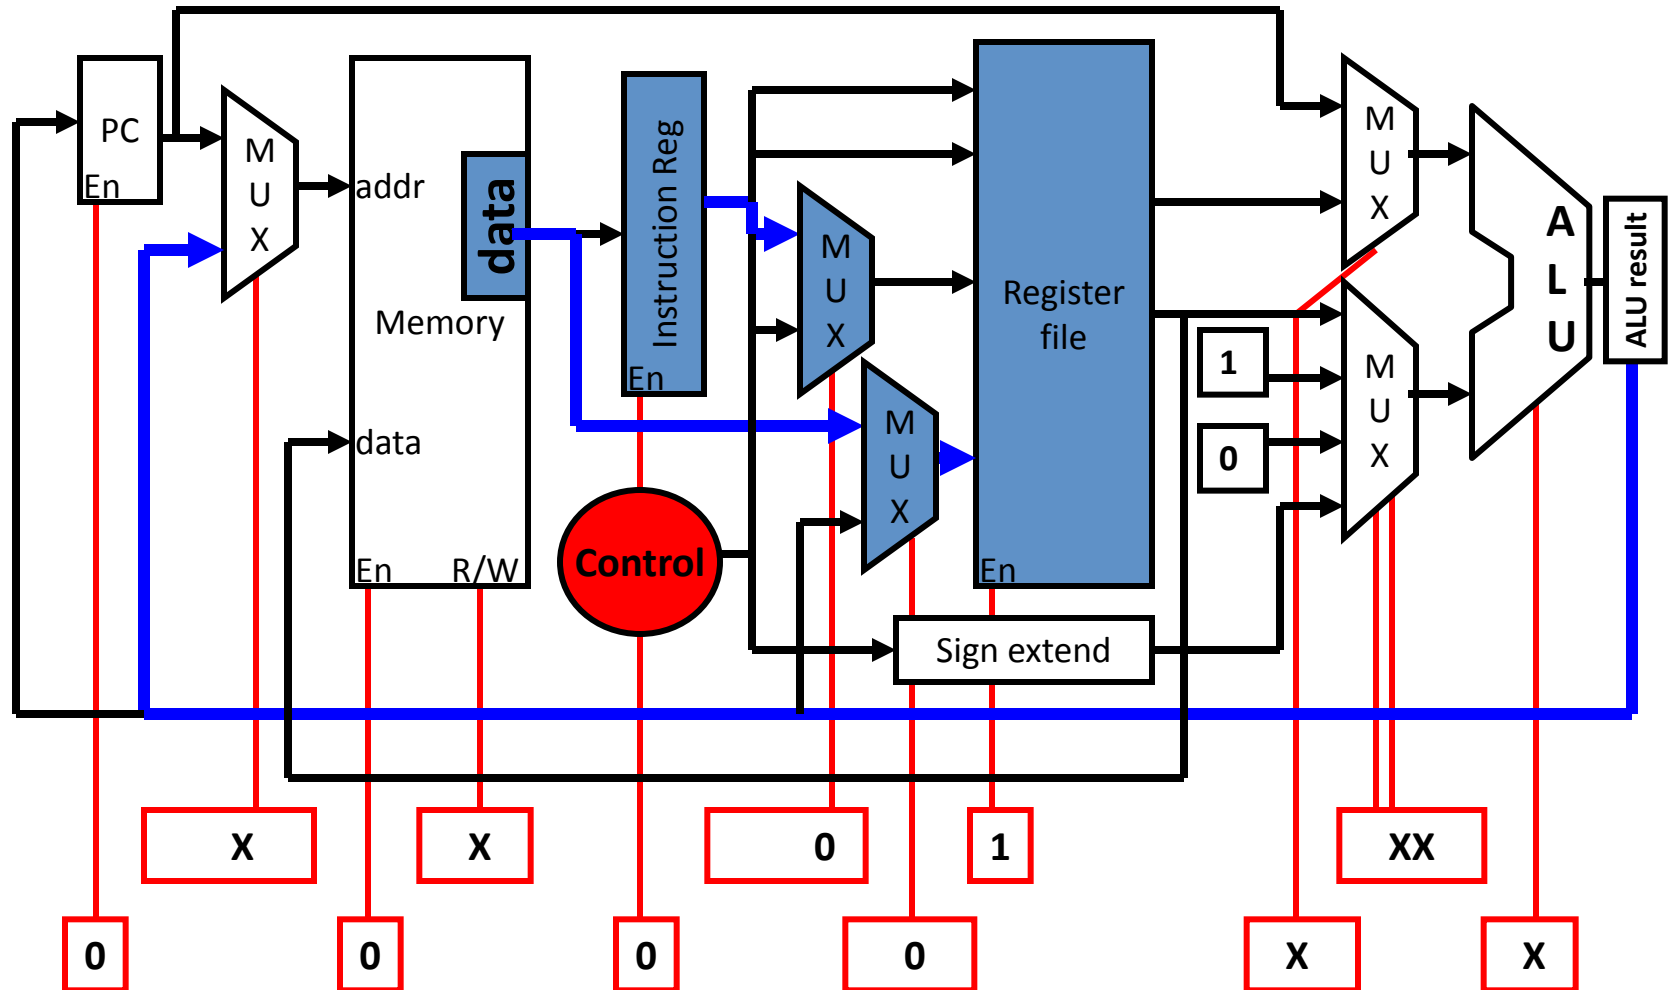 PC
En
M
U
X
addr
data
Memory
data
En
R/W
Instruction Reg
En
Control
M
U
X
M
U
X
Register
file
En
Sign extend
M
U
X
1
0
M
U
X
A
L
U
ALU result
X
X
0
1
XX
0
0
0
0
X
X